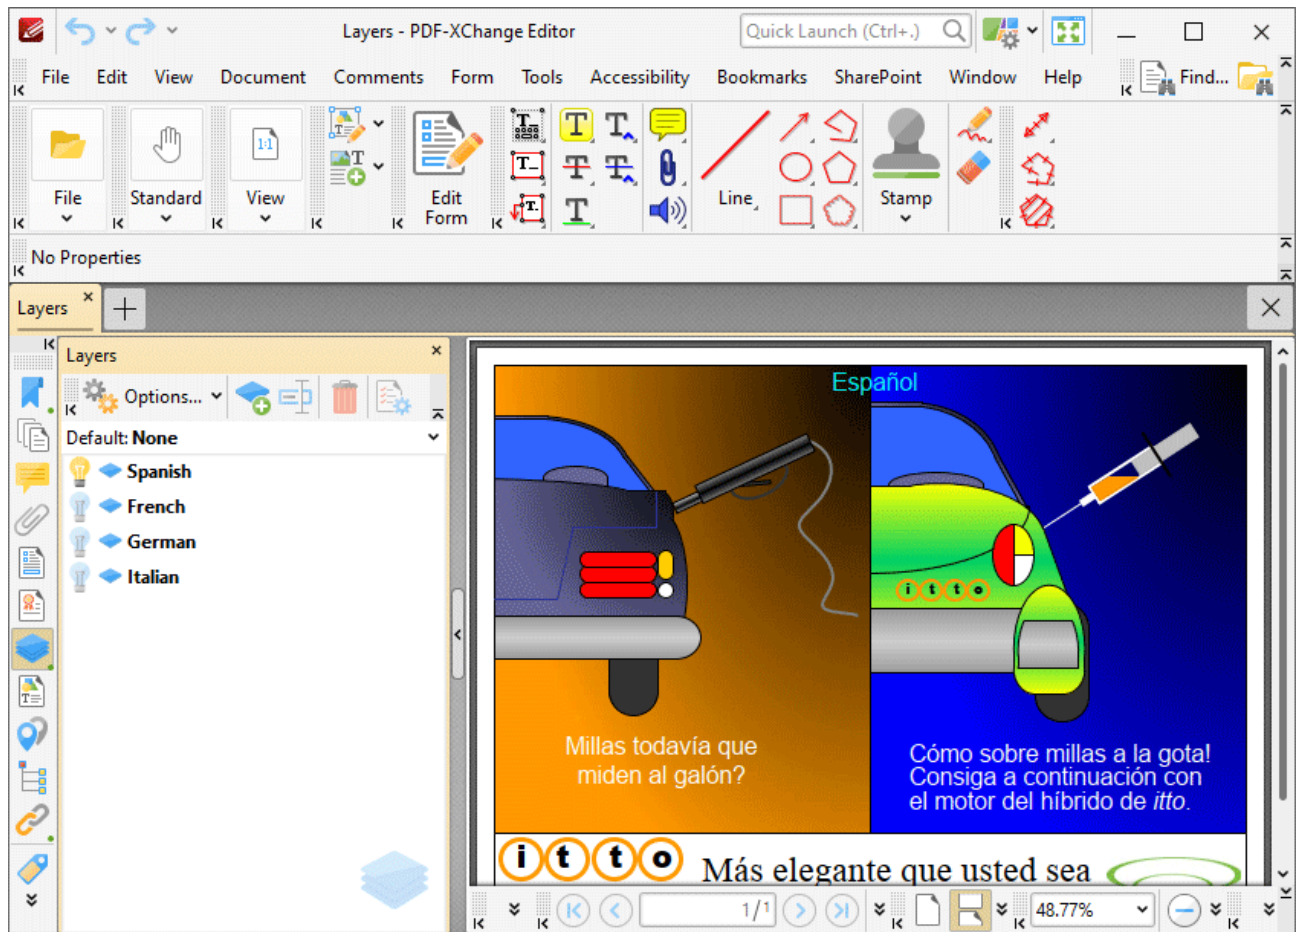 Layers - PDF-XChange Editor
Quick Launch (Ctrl+.)
File Edit View Document Comments Form Tools Accessibility Bookmarks SharePoint Window Help
Find...
1:1
File
Standard
View
Edit
Form
Line
Stamp
No Properties
Layers
Layers
Options...
Default: None
Spanish
French
German
Italian
Español
itto
Millas todavía que
miden al galón?
Cómo sobre millas a la gota!
Consiga a continuación con
el motor del híbrido de itto.
itto
Más elegante que usted sea
1/1
48.77%